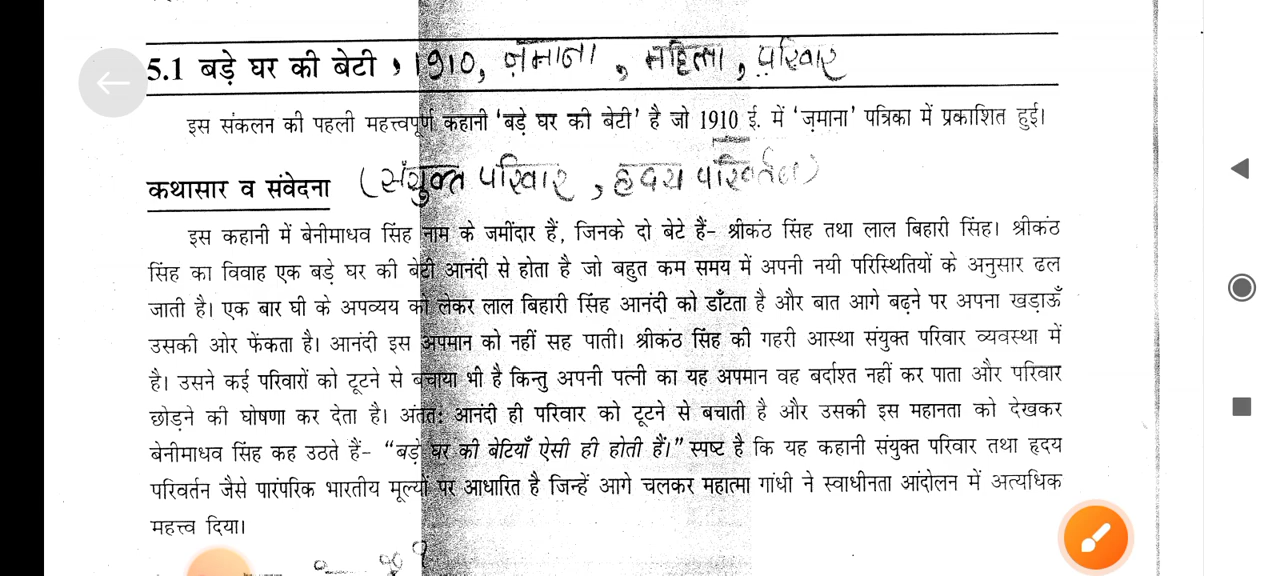 5.1 बड़े घर की बेटी , 1910, ज़माना , महिला, परिवार
इस संकलन की पहली महत्त्वपूर्ण कहानी 'बड़े घर की बेटी' है जो 1910 ई. में 'ज़माना' पत्रिका में प्रकाशित हुई।
कथासार व संवेदना (संयुक्त परिवार, हृदय परिवर्तन)
इस कहानी में बेनीमाधव सिंह नाम के जमींदार हैं, जिनके दो बेटे हैं- श्रीकंठ सिंह तथा लाल बिहारी सिंह। श्रीकंठ
सिंह का विवाह एक बड़े घर की बेटी आनंदी से होता है जो बहुत कम समय में अपनी नयी परिस्थितियों के अनुसार ढल
जाती है। एक बार घी के अपव्यय को लेकर लाल बिहारी सिंह आनंदी को डाँटता है और बात आगे बढ़ने पर अपना खड़ाऊँ
उसकी ओर फेंकता है। आनंदी इस अपमान को नहीं सह पाती। श्रीकंठ सिंह की गहरी आस्था संयुक्त परिवार व्यवस्था में
है। उसने कई परिवारों को टूटने से बचाया भी है किन्तु अपनी पत्नी का यह अपमान वह बर्दाश्त नहीं कर पाता और परिवार
छोड़ने की घोषणा कर देता है। अंततः आनंदी ही परिवार को टूटने से बचाती है और उसकी इस महानता को देखकर
बेनीमाधव सिंह कह उठते हैं- “बड़े घर की बेटियाँ ऐसी ही होती हैं।” स्पष्ट है कि यह कहानी संयुक्त परिवार तथा हृदय
परिवर्तन जैसे पारंपरिक भारतीय मूल्यों पर आधारित है जिन्हें आगे चलकर महात्मा गांधी ने स्वाधीनता आंदोलन में अत्यधिक
महत्त्व दिया।